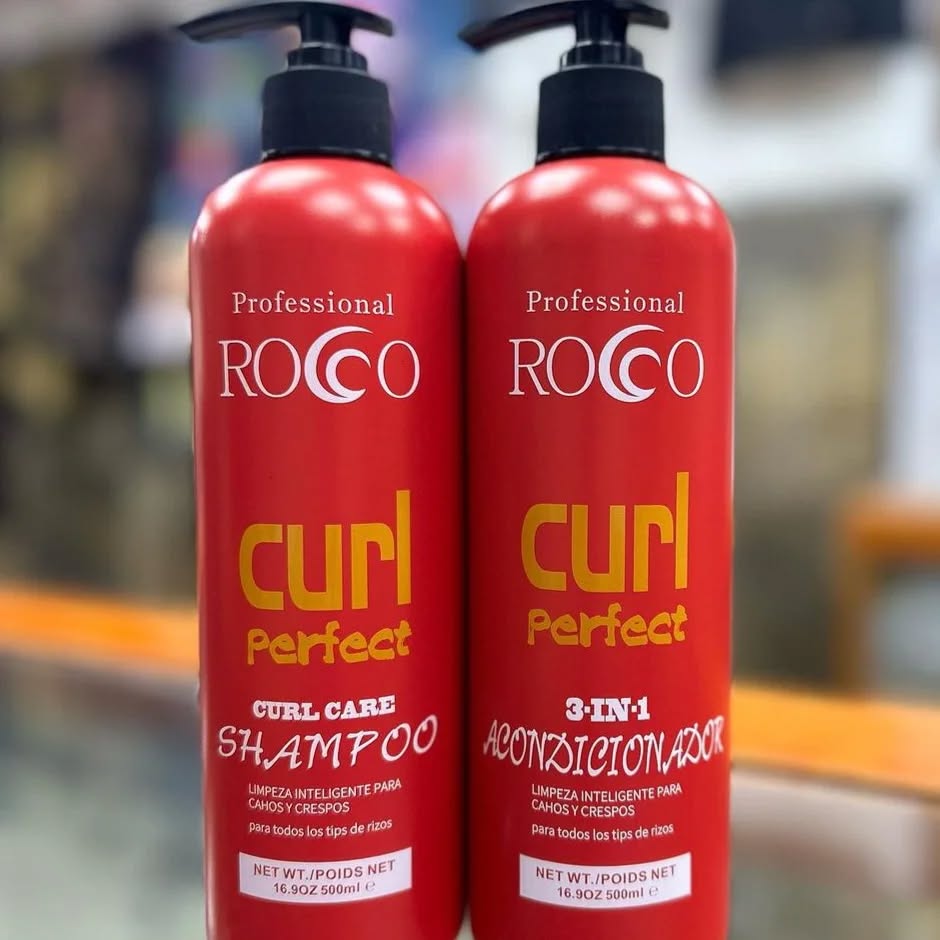 Professional
ROCCO
curl
perfect
CURL CARE
SHAMPOO
LIMPEZA INTELIGENTE PARA
CAHOS Y CRESPOS
para todos los tips de rizos
NET WT./POIDS NET
16.9OZ 500ml ℮
Professional
ROCCO
curl
perfect
3-IN-1
ACONDICIONADOR
LIMPEZA INTELIGENTE PARA
CAHOS Y CRESPOS
para todos los tips de rizos
NET WT./POIDS NET
16.9OZ 500ml ℮